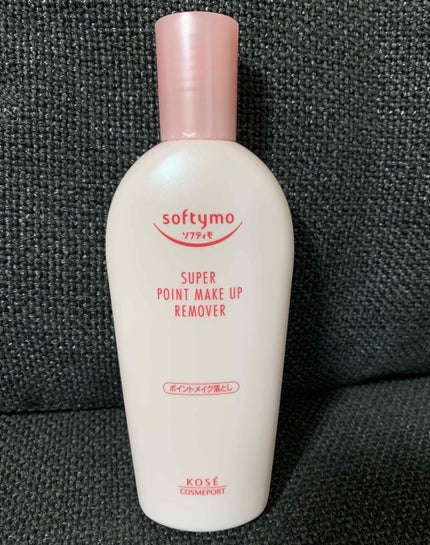 softymo
ソフティモ
SUPER
POINT MAKE UP
REMOVER
ポイントメイク落とし
KOSÉ
COSMEPORT